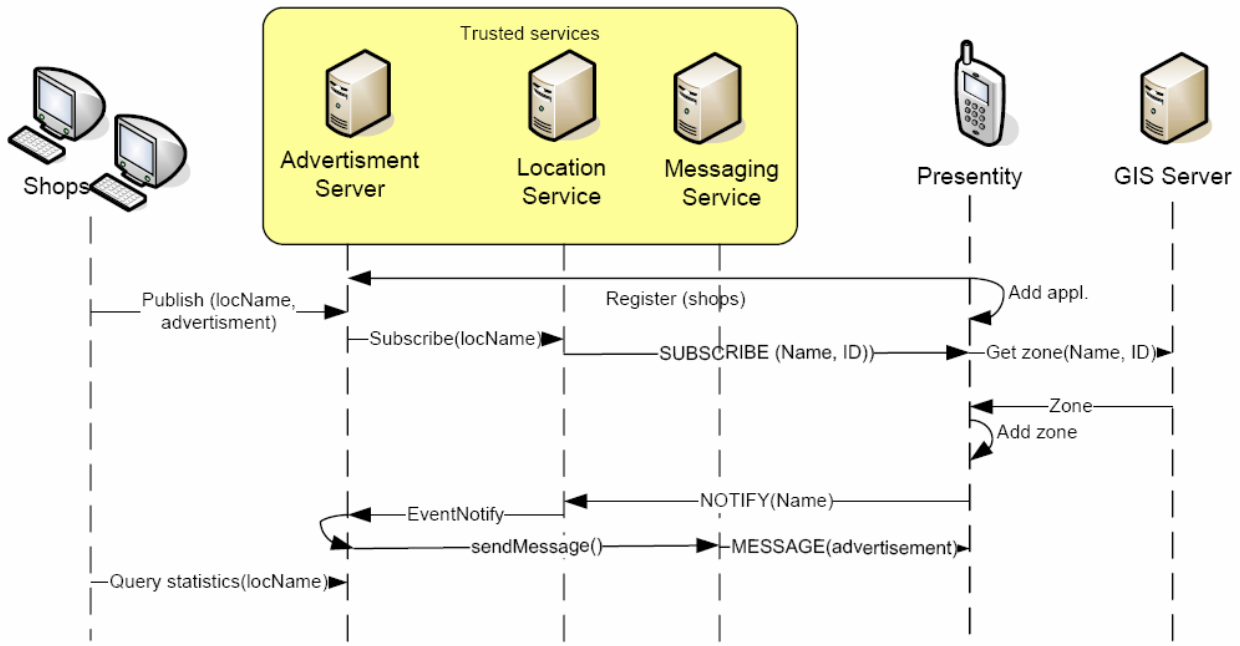 Trusted services
Shops
Advertisment
Server
Location
Service
Messaging
Service
Presentity
GIS Server
Register (shops)
Add appl.
Publish (locName,
advertisment)
Subscribe(locName)
SUBSCRIBE (Name, ID))
Get zone(Name, ID)
Zone
Add zone
NOTIFY(Name)
EventNotify
sendMessage()
MESSAGE(advertisement)
Query statistics(locName)